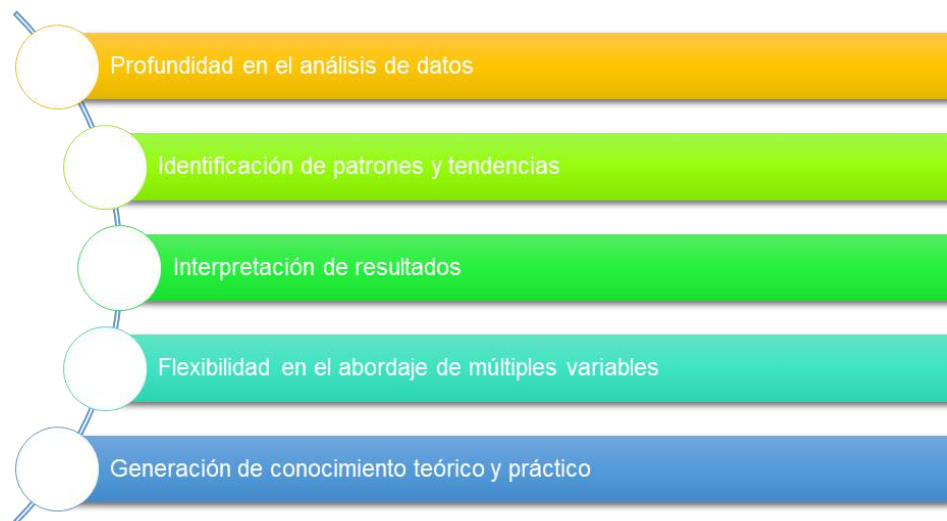 Profundidad en el análisis de datos
Identificación de patrones y tendencias
Interpretación de resultados
Flexibilidad en el abordaje de múltiples variables
Generación de conocimiento teórico y práctico